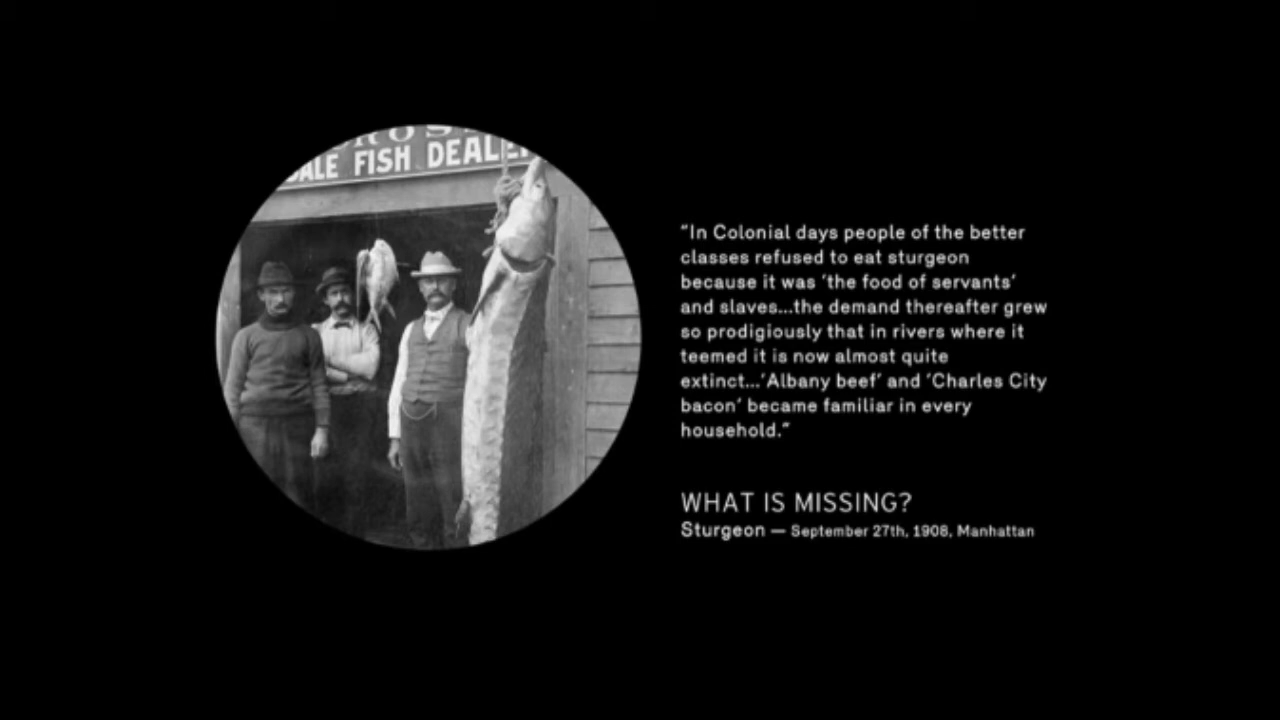 ROS
ALE FISH DEALER
“In Colonial days people of the better
classes refused to eat sturgeon
because it was ‘the food of servants’
and slaves...the demand thereafter grew
so prodigiously that in rivers where it
teemed it is now almost quite
extinct...‘Albany beef’ and ‘Charles City
bacon’ became familiar in every
household.”
WHAT IS MISSING?
Sturgeon — September 27th, 1908, Manhattan